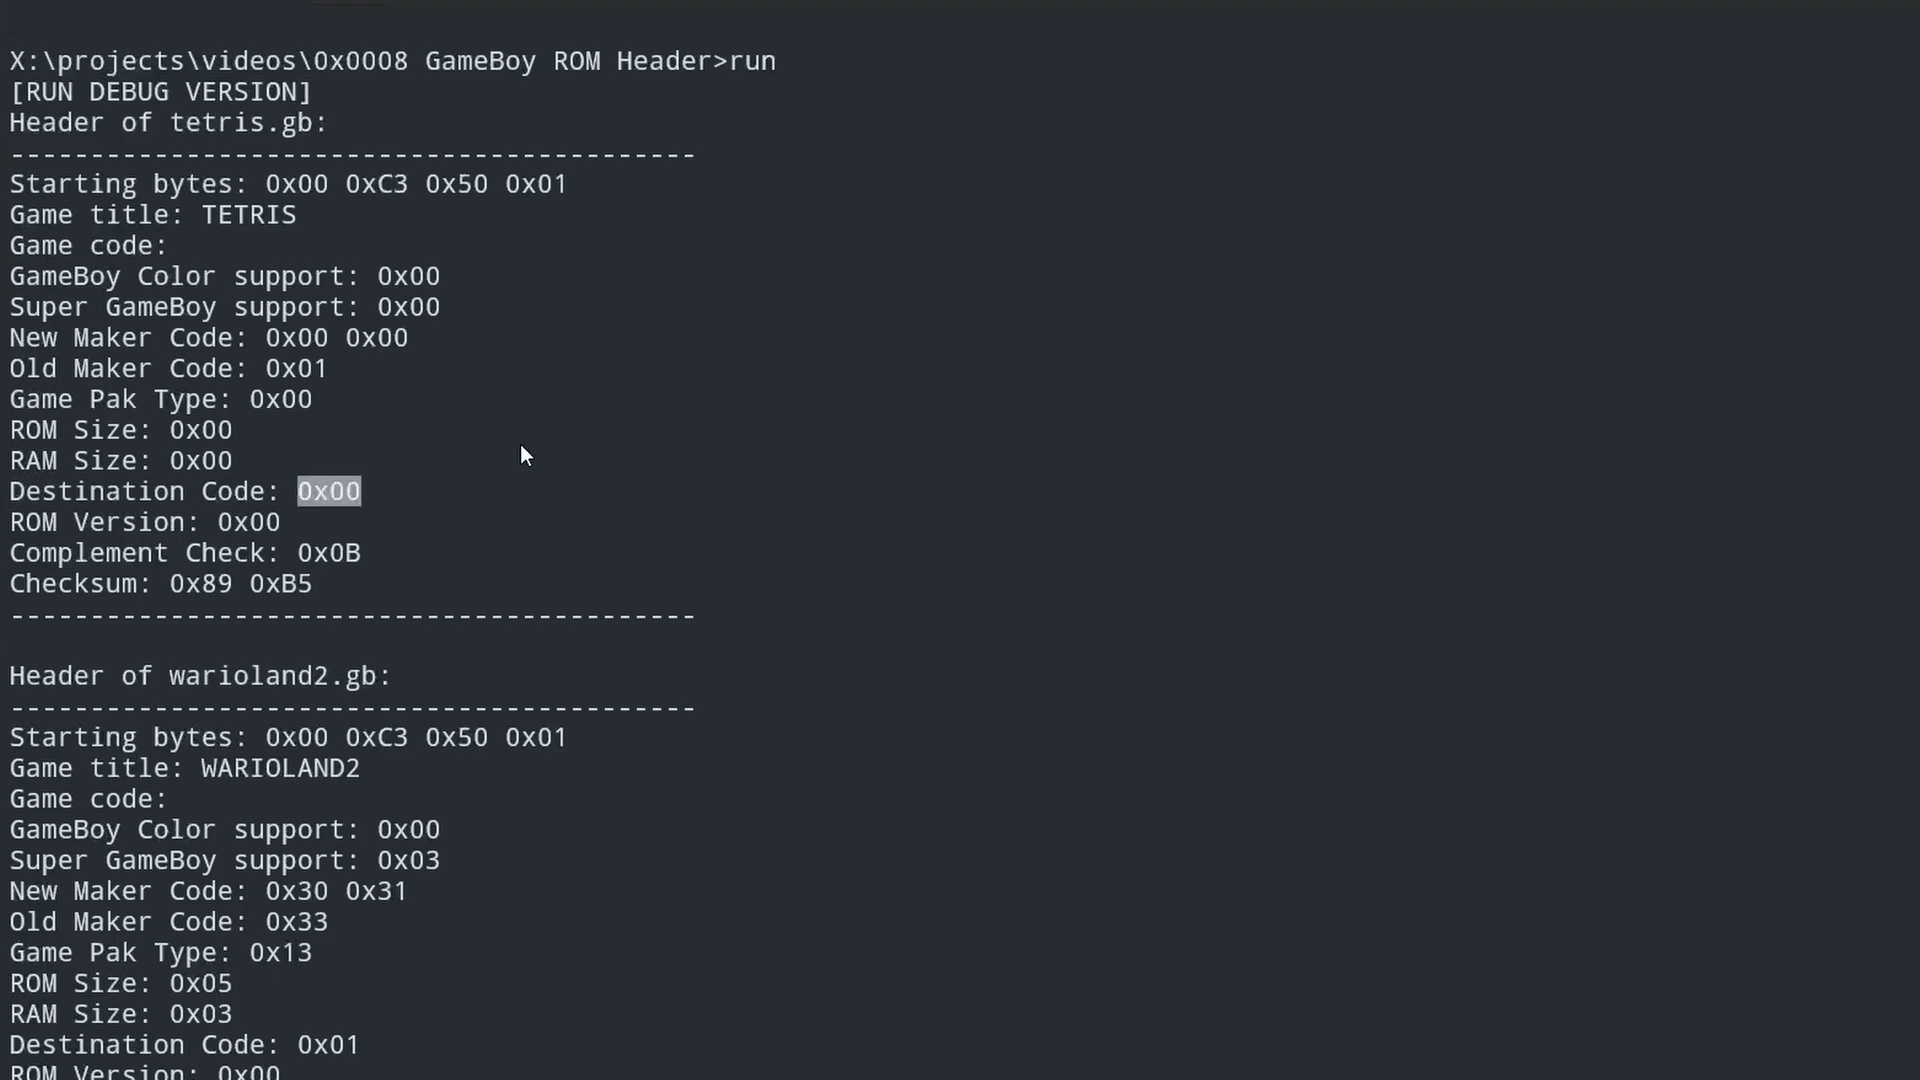 X:\projects\videos\0x0008 GameBoy ROM Header>run
[RUN DEBUG VERSION]
Header of tetris.gb:
-------------------------------------------
Starting bytes: 0x00 0xC3 0x50 0x01
Game title: TETRIS
Game code:
GameBoy Color support: 0x00
Super GameBoy support: 0x00
New Maker Code: 0x00 0x00
Old Maker Code: 0x01
Game Pak Type: 0x00
ROM Size: 0x00
RAM Size: 0x00
Destination Code: 0x00
ROM Version: 0x00
Complement Check: 0x0B
Checksum: 0x89 0xB5
-------------------------------------------
Header of warioland2.gb:
-------------------------------------------
Starting bytes: 0x00 0xC3 0x50 0x01
Game title: WARIOLAND2
Game code:
GameBoy Color support: 0x00
Super GameBoy support: 0x03
New Maker Code: 0x30 0x31
Old Maker Code: 0x33
Game Pak Type: 0x13
ROM Size: 0x05
RAM Size: 0x03
Destination Code: 0x01
ROM Version: 0x00